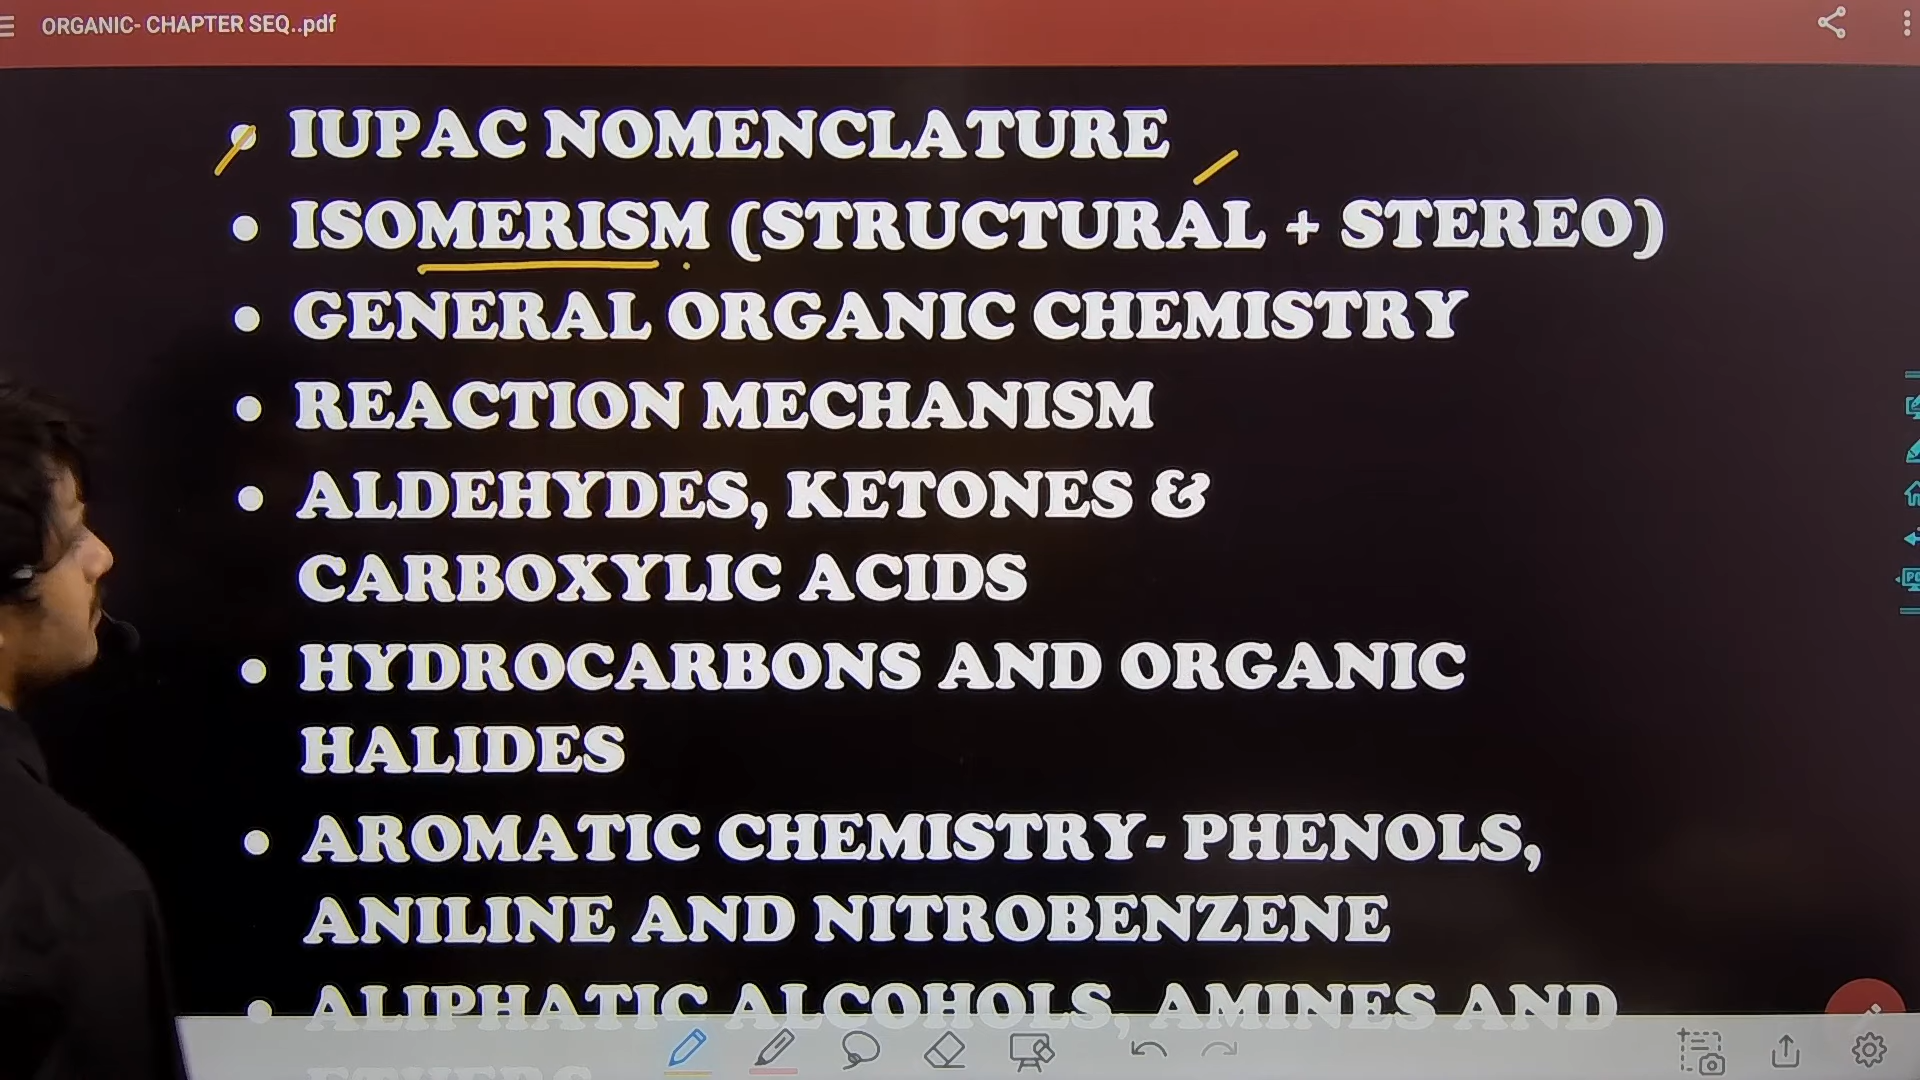 ORGANIC- CHAPTER SEQ..pdf
• IUPAC NOMENCLATURE
• ISOMERISM (STRUCTURAL + STEREO)
• GENERAL ORGANIC CHEMISTRY
• REACTION MECHANISM
• ALDEHYDES, KETONES &
CARBOXYLIC ACIDS
• HYDROCARBONS AND ORGANIC
HALIDES
• AROMATIC CHEMISTRY- PHENOLS,
ANILINE AND NITROBENZENE
• ALIPHATIC ALCOHOLS, AMINES AND
ETHERS